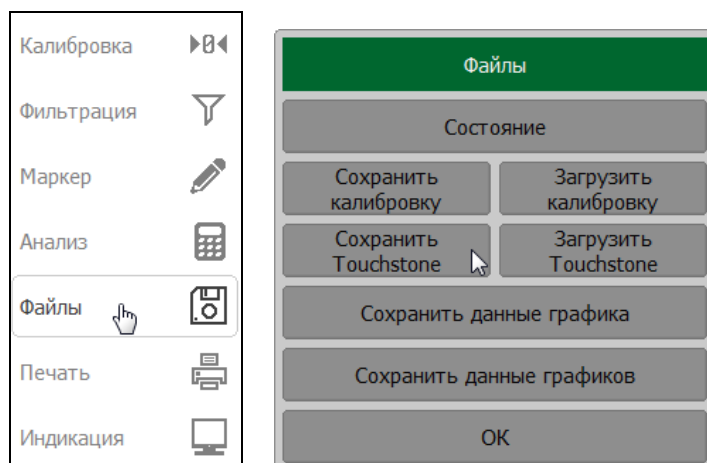 Калибровка
Фильтрация
Маркер
Анализ
Файлы
Печать
Индикация
Файлы
Состояние
Сохранить
калибровку
Загрузить
калибровку
Сохранить
Touchstone
Загрузить
Touchstone
Сохранить данные графика
Сохранить данные графиков
ОК